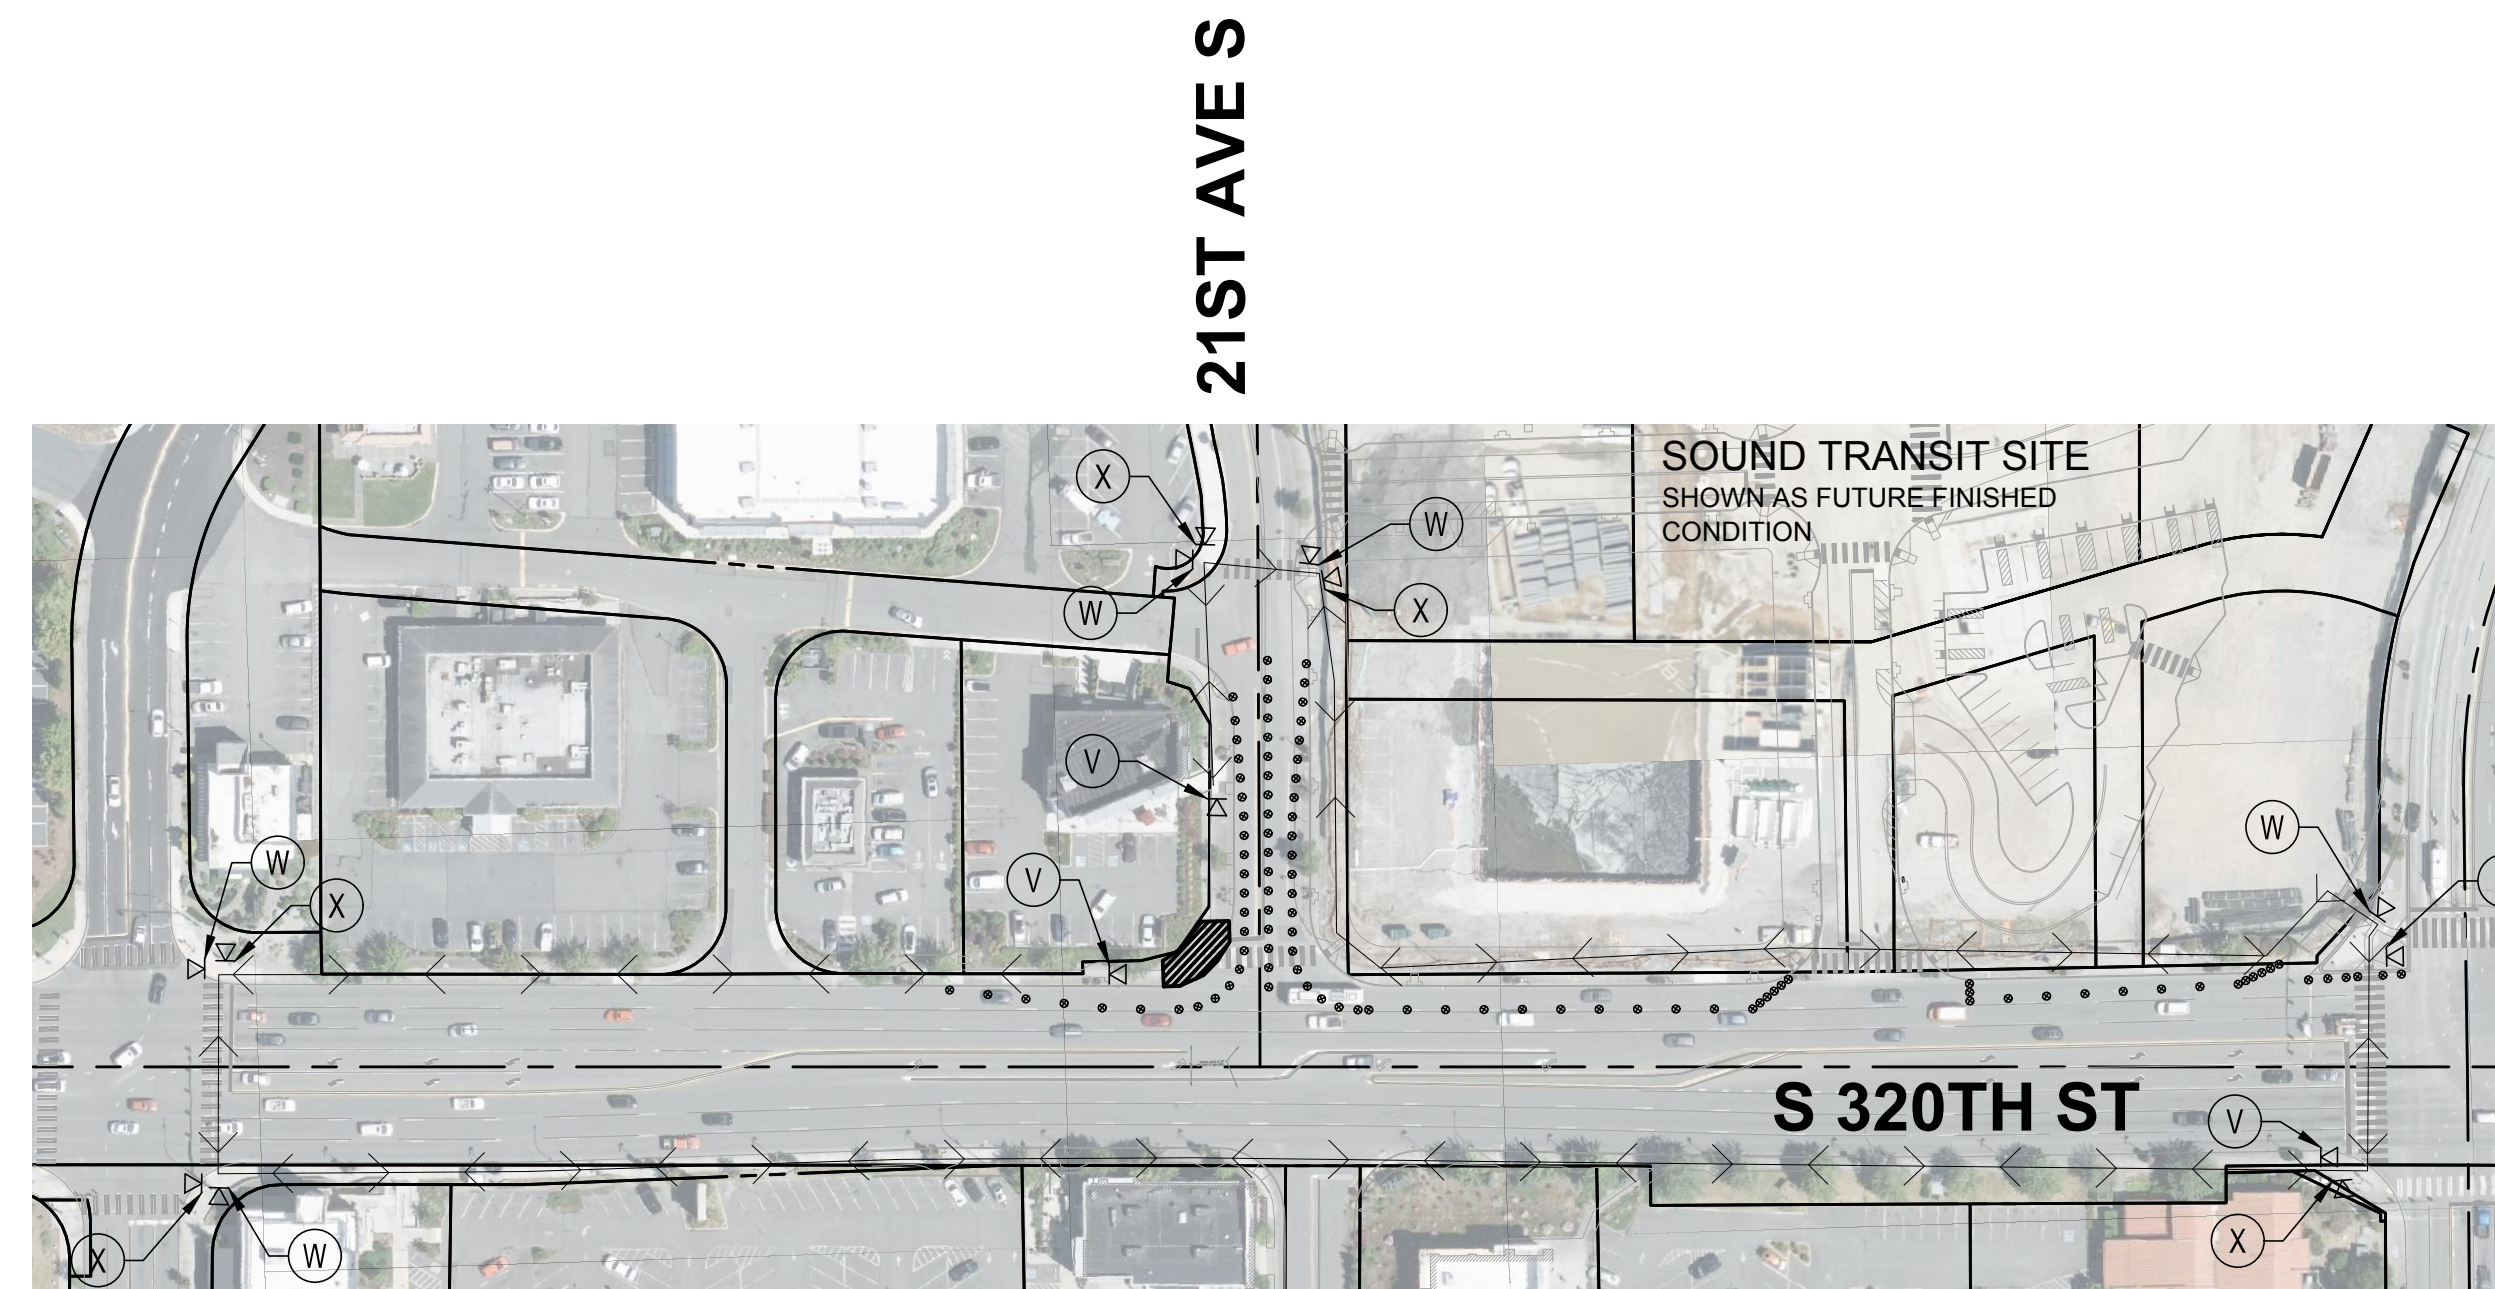 21ST AVE S
SOUND TRANSIT SITE
SHOWN AS FUTURE FINISHED
CONDITION
X
W
W
X
V
V
W
W
X
S 320TH ST
V
X
X
W